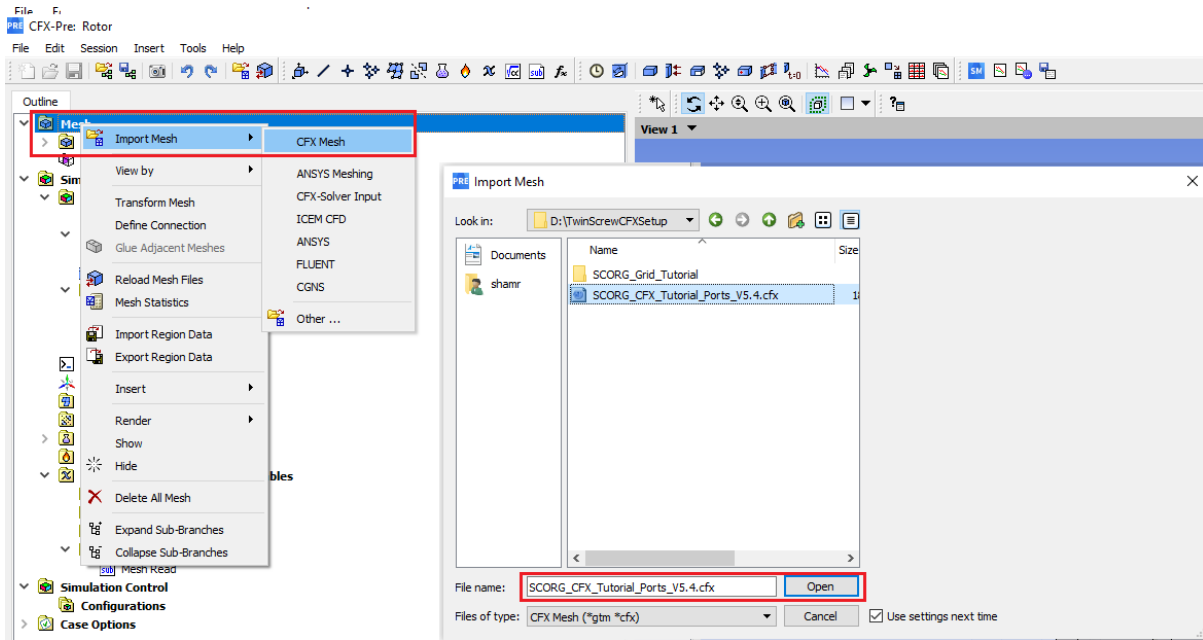 File
PRE CFX-Pre: Rotor
File Edit Session Insert Tools Help
Outline
Mesh
Import Mesh
View by
Transform Mesh
Define Connection
Glue Adjacent Meshes
Reload Mesh Files
Mesh Statistics
Import Region Data
Export Region Data
Insert
Render
Show
Hide
Delete All Mesh
Expand Sub-Branches
Collapse Sub-Branches
CFX Mesh
ANSYS Meshing
CFX-Solver Input
ICEM CFD
ANSYS
FLUENT
CGNS
Other ...
Sim
bles
Mesh Read
Simulation Control
Configurations
Case Options
View 1
PRE Import Mesh
Look in: D:\TwinScrewCFXSetup
Documents
shamr
Name Size
SCORG_Grid_Tutorial
SCORG_CFX_Tutorial_Ports_V5.4.cfx
File name: SCORG_CFX_Tutorial_Ports_V5.4.cfx Open
Files of type: CFX Mesh (*gtm *cfx) Cancel Use settings next time